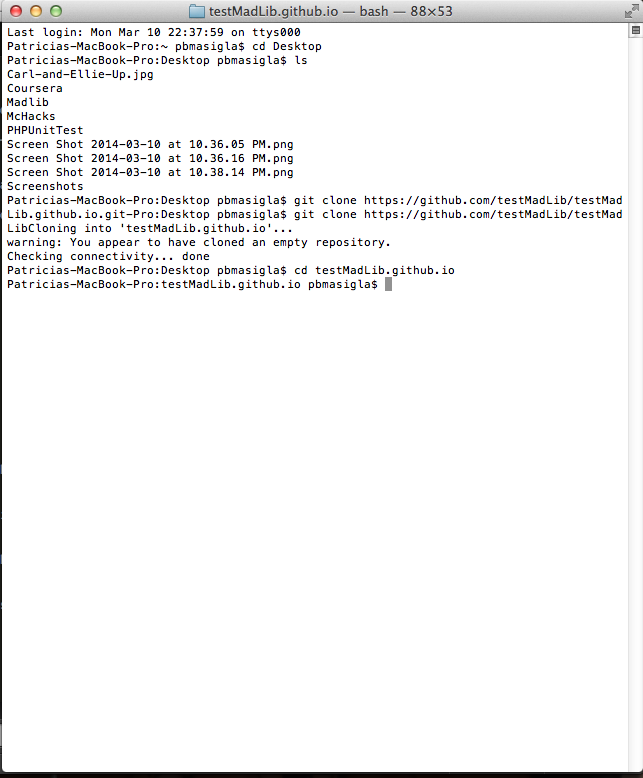 testMadLib.github.io — bash — 88×53
Last login: Mon Mar 10 22:37:59 on ttys000
Patricias-MacBook-Pro:~ pbmasigla$ cd Desktop
Patricias-MacBook-Pro:Desktop pbmasigla$ ls
Carl-and-Ellie-Up.jpg
Coursera
Madlib
McHacks
PHPUnitTest
Screen Shot 2014-03-10 at 10.36.05 PM.png
Screen Shot 2014-03-10 at 10.36.16 PM.png
Screen Shot 2014-03-10 at 10.38.14 PM.png
Screenshots
Patricias-MacBook-Pro:Desktop pbmasigla$ git clone https://github.com/testMadLib/testMad
Lib.github.io.git-Pro:Desktop pbmasigla$ git clone https://github.com/testMadLib/testMad
LibCloning into 'testMadLib.github.io'...
warning: You appear to have cloned an empty repository.
Checking connectivity... done
Patricias-MacBook-Pro:Desktop pbmasigla$ cd testMadLib.github.io
Patricias-MacBook-Pro:testMadLib.github.io pbmasigla$